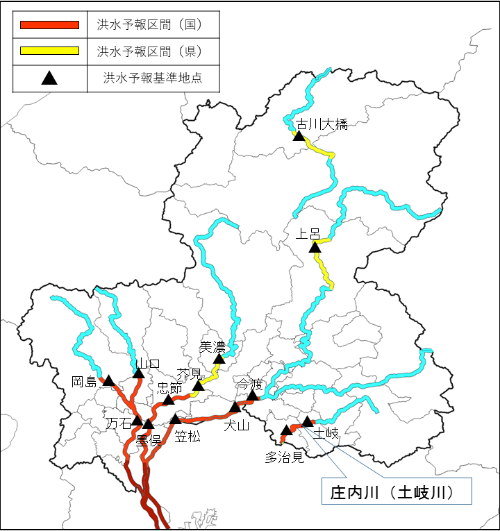 洪水予報区間（国）
洪水予報区間（県）
洪水予報基準地点
古川大橋
上呂
美濃
山口
芥見
岡島
忠節
今渡
万石
墨俣
笠松
犬山
土岐
多治見
庄内川（土岐川）